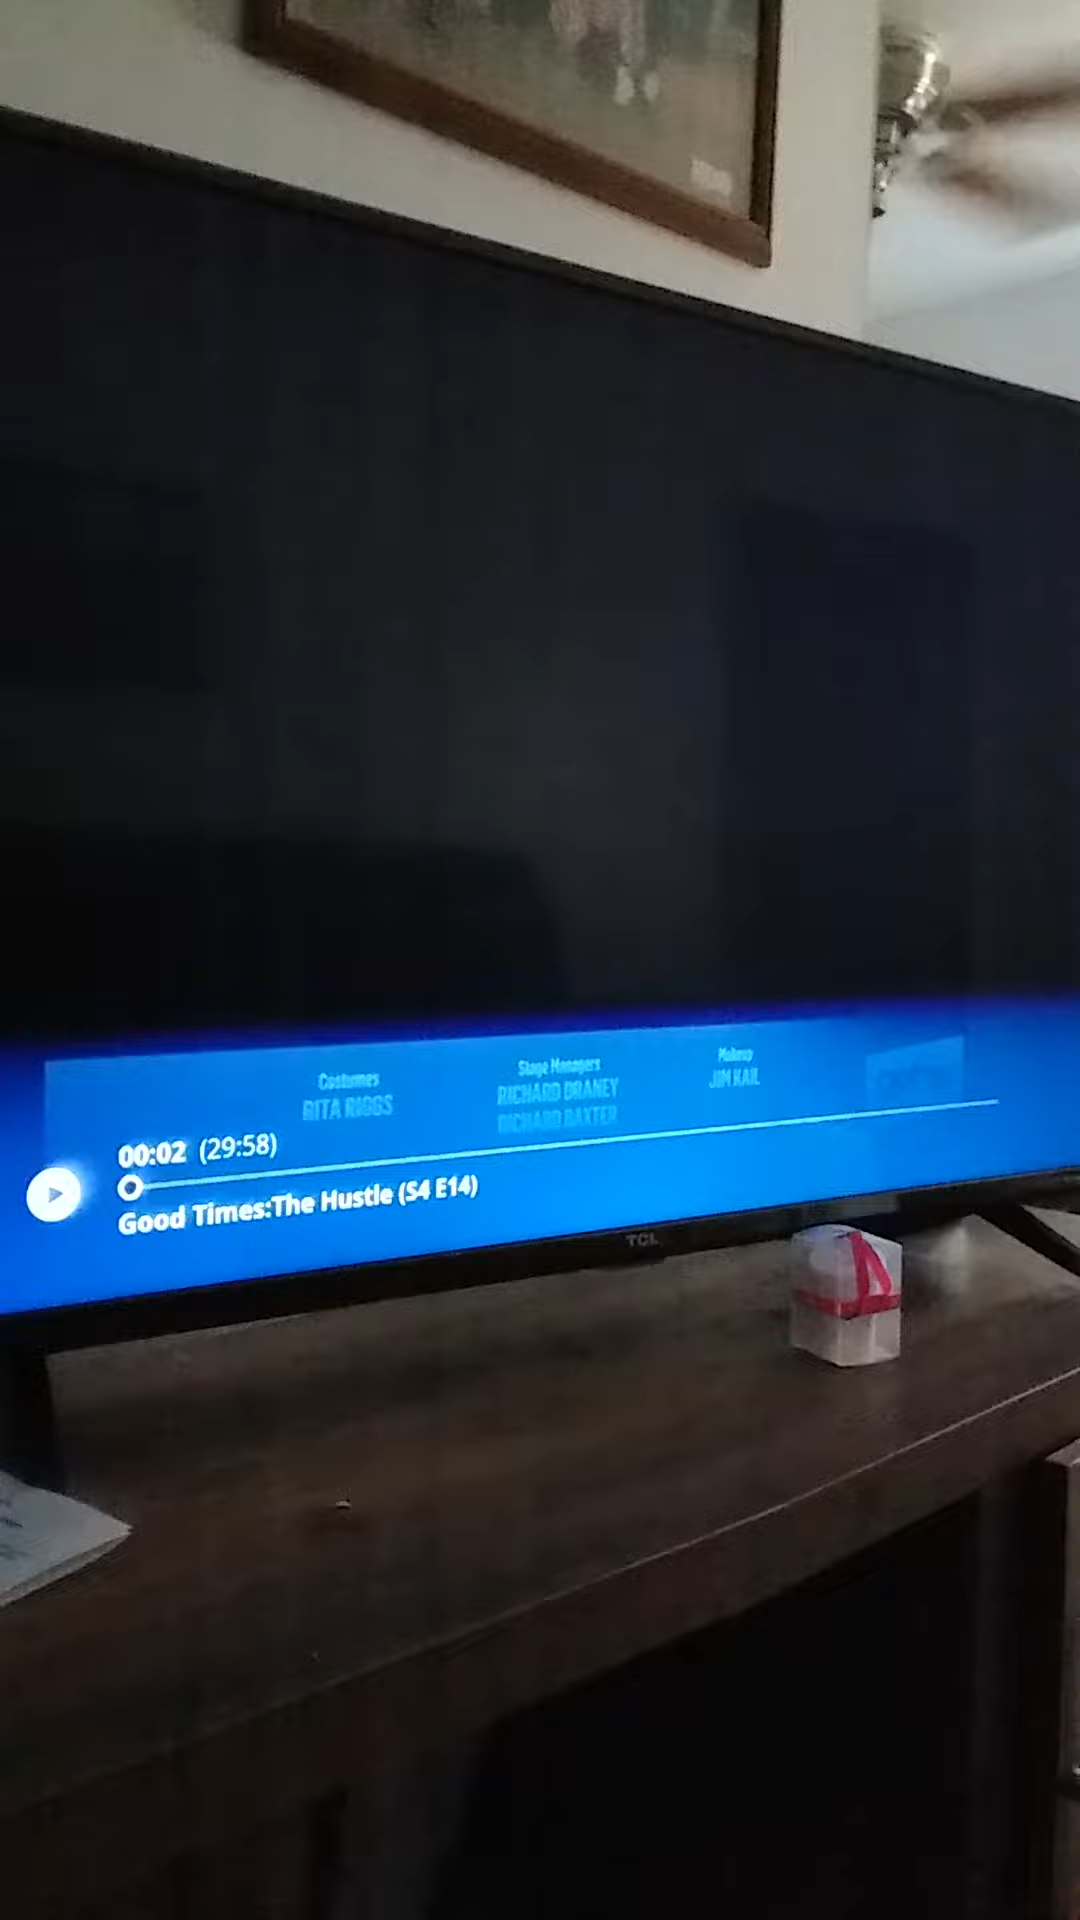 Costumes
RITA RIGGS
Stage Managers
RICHARD DRANEY
RICHARD BAXTER
Makeup
JIM KAIL
00:02 (29:58)
Good Times:The Hustle (S4 E14)
TCL